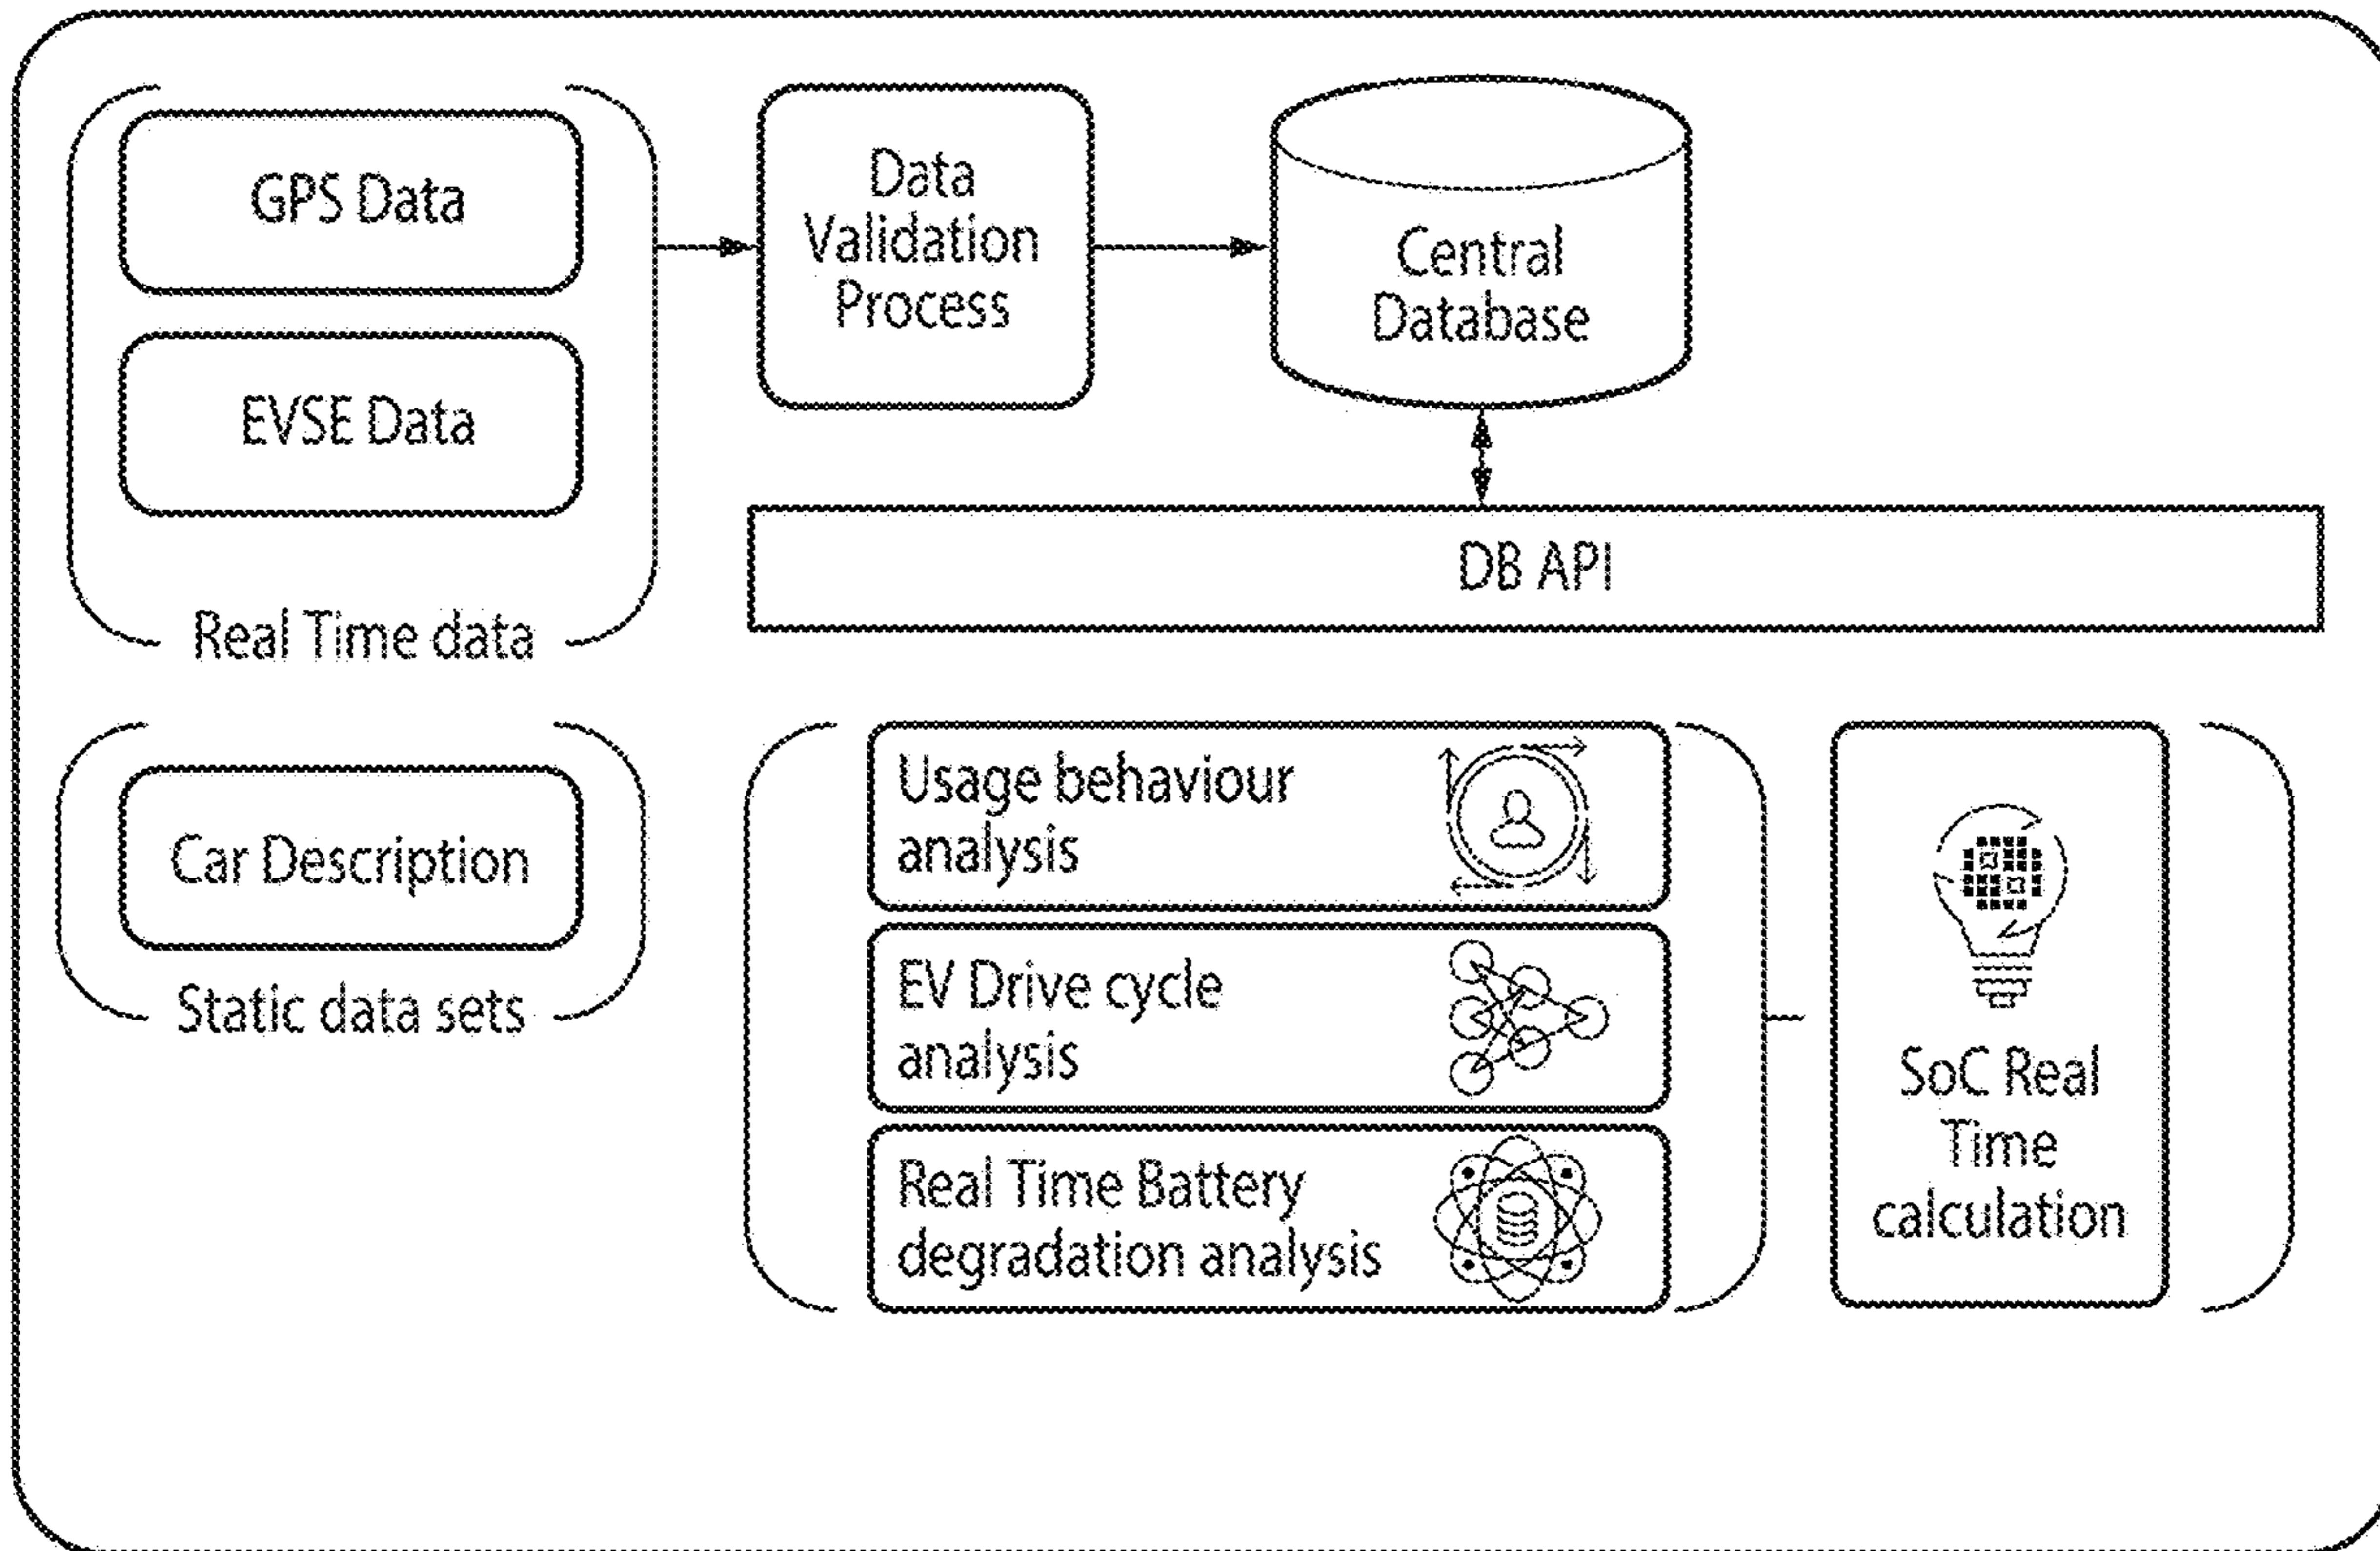 GPS Data
EVSE Data
Real Time data
Data
Validation
Process
Central
Database
DB API
Car Description
Static data sets
Usage behaviour
analysis
EV Drive cycle
analysis
Real Time Battery
degradation analysis
SoC Real
Time
calculation